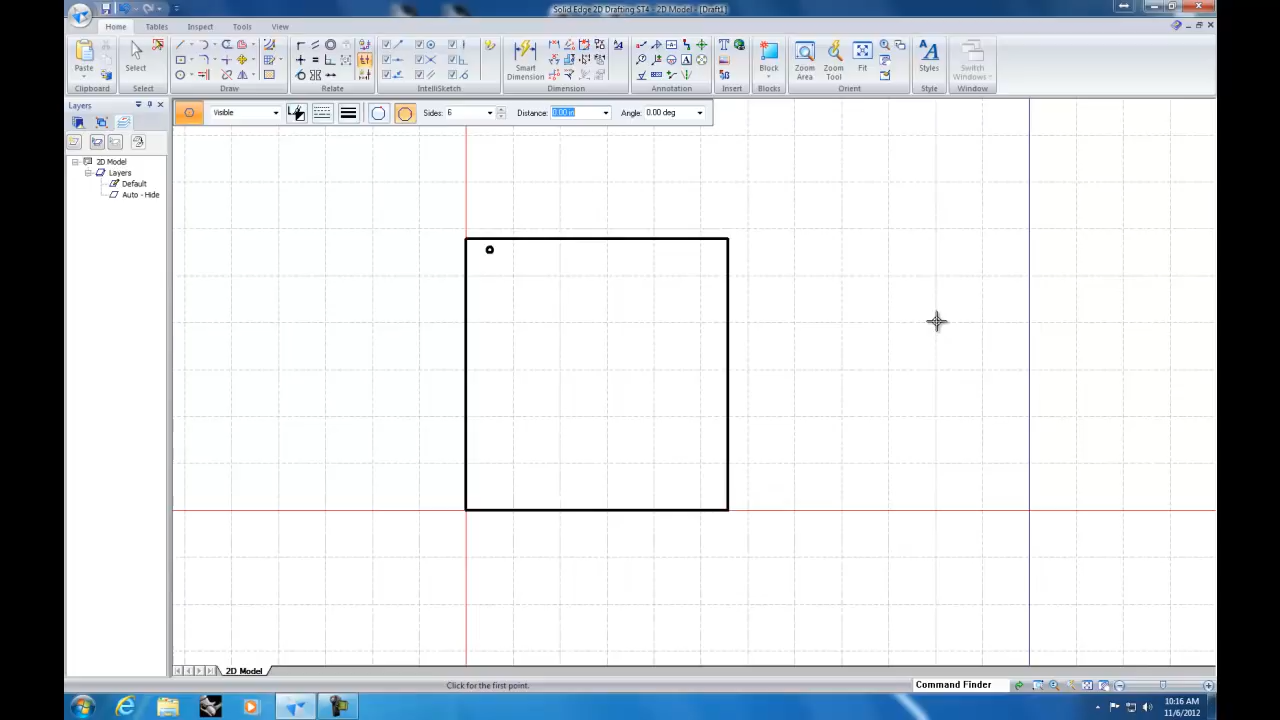 Solid Edge 2D Drafting ST4 - 2D Model - [Draft1]
Home Tables Inspect Tools View
Paste Select Smart Dimension Block Zoom Area Zoom Tool Fit Styles Switch Windows
Clipboard Select Draw Relate IntelliSketch Dimension Annotation Insert Blocks Orient Style Window
Layers
Visible Sides: 6 Distance: 0.00 in Angle: 0.00 deg
2D Model
Layers
Default
Auto - Hide
2D Model
Click for the first point.
Command Finder
10:16 AM
11/6/2012